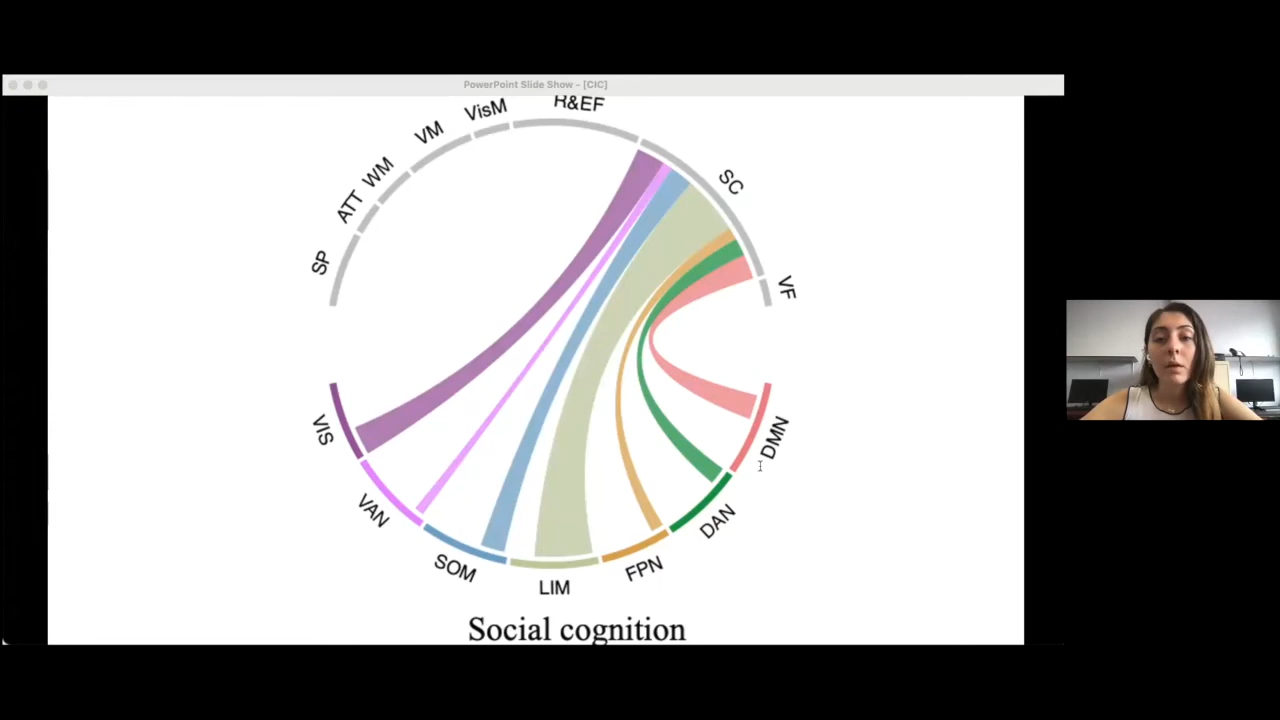 PowerPoint Slide Show - [CIC]
R&EF
VisM
VM
WM
ATT
SP
SC
VF
VIS
VAN
SOM
LIM
FPN
DAN
DMN
Social cognition